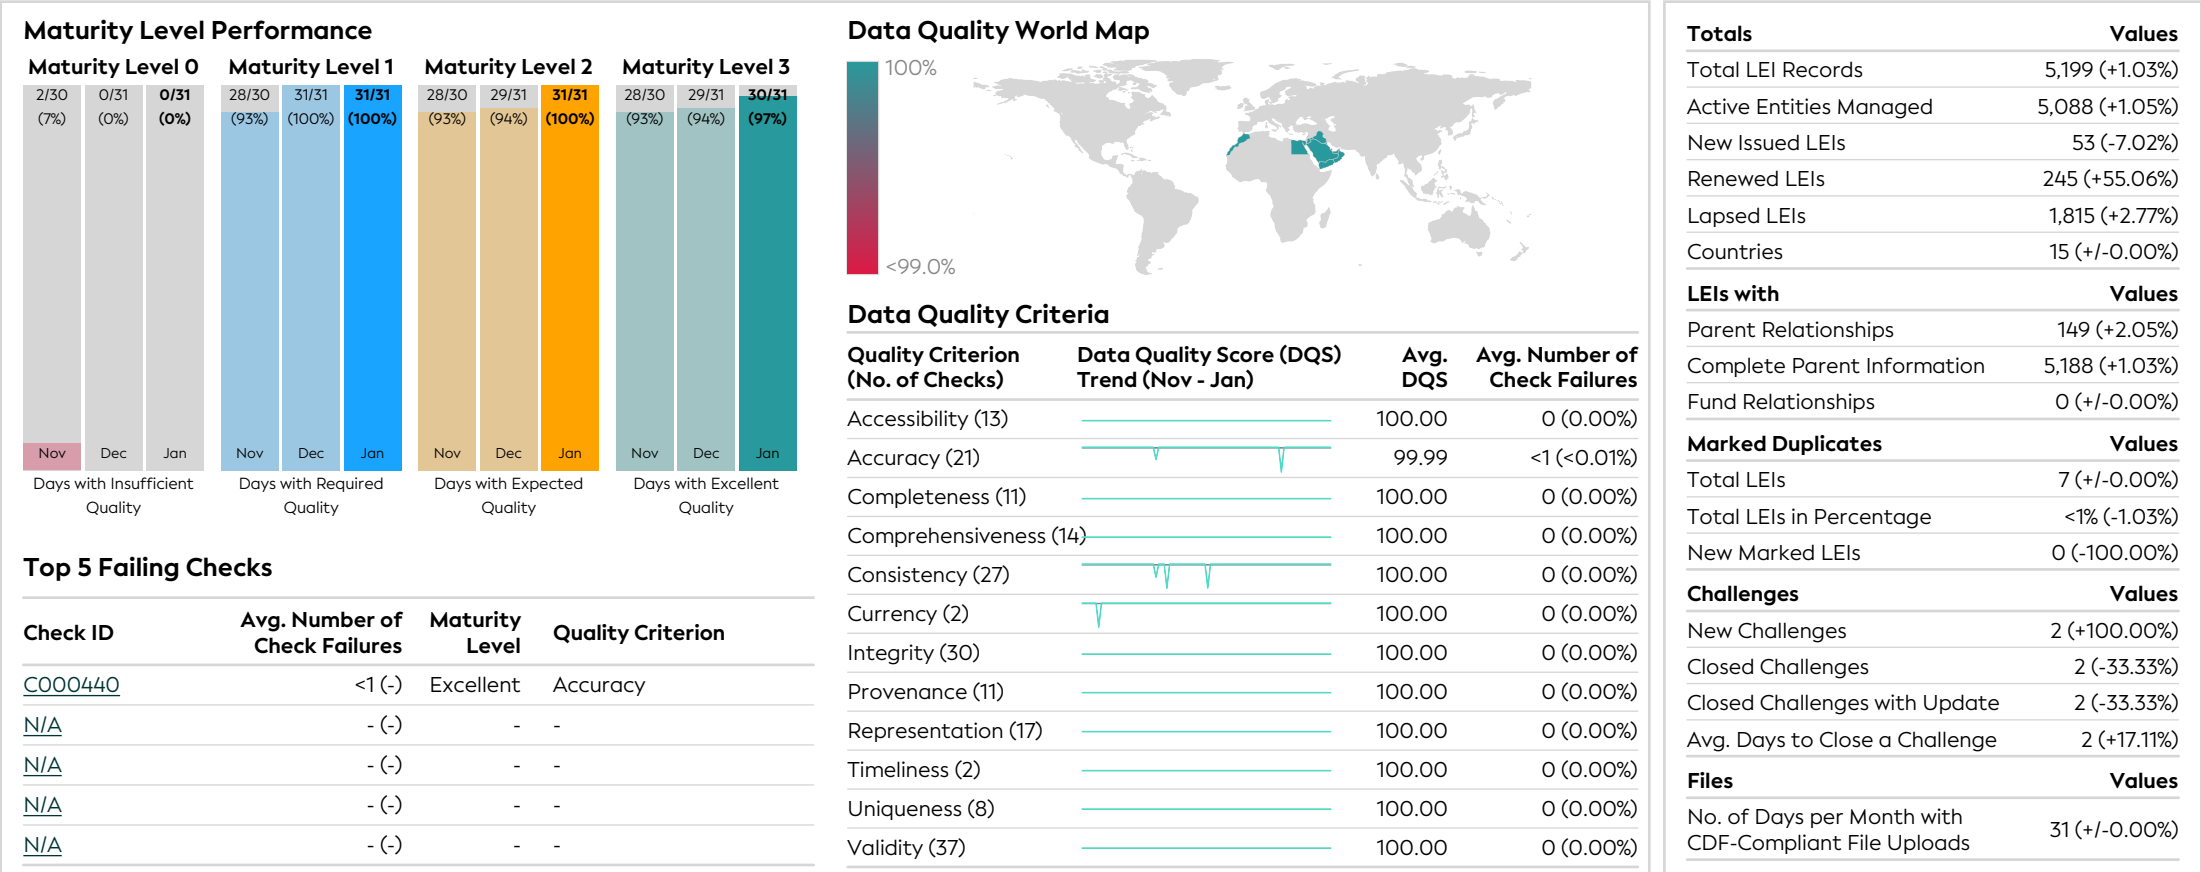 Maturity Level Performance
Maturity Level 0 Maturity Level 1 Maturity Level 2 Maturity Level 3
2/30 0/31 0/31 28/30 31/31 31/31 28/30 29/31 31/31 28/30 29/31 30/31
(7%) (0%) (0%) (93%) (100%) (100%) (93%) (94%) (100%) (93%) (94%) (97%)
Nov Dec Jan Nov Dec Jan Nov Dec Jan Nov Dec Jan
Days with Insufficient Days with Required Days with Expected Days with Excellent
Quality Quality Quality Quality
Top 5 Failing Checks
Check ID Avg. Number of Check Failures Maturity Level Quality Criterion
C000440 <1 (-) Excellent Accuracy
N/A - (-) - -
N/A - (-) - -
N/A - (-) - -
N/A - (-) - -
Data Quality World Map
100%
<99.0%
Data Quality Criteria
Quality Criterion Data Quality Score (DQS) Avg. Avg. Number of
(No. of Checks) Trend (Nov - Jan) DQS Check Failures
Accessibility (13) 100.00 0 (0.00%)
Accuracy (21) 99.99 <1 (<0.01%)
Completeness (11) 100.00 0 (0.00%)
Comprehensiveness (14) 100.00 0 (0.00%)
Consistency (27) 100.00 0 (0.00%)
Currency (2) 100.00 0 (0.00%)
Integrity (30) 100.00 0 (0.00%)
Provenance (11) 100.00 0 (0.00%)
Representation (17) 100.00 0 (0.00%)
Timeliness (2) 100.00 0 (0.00%)
Uniqueness (8) 100.00 0 (0.00%)
Validity (37) 100.00 0 (0.00%)
Totals Values
Total LEI Records 5,199 (+1.03%)
Active Entities Managed 5,088 (+1.05%)
New Issued LEIs 53 (-7.02%)
Renewed LEIs 245 (+55.06%)
Lapsed LEIs 1,815 (+2.77%)
Countries 15 (+/-0.00%)
LEIs with Values
Parent Relationships 149 (+2.05%)
Complete Parent Information 5,188 (+1.03%)
Fund Relationships 0 (+/-0.00%)
Marked Duplicates Values
Total LEIs 7 (+/-0.00%)
Total LEIs in Percentage <1% (-1.03%)
New Marked LEIs 0 (-100.00%)
Challenges Values
New Challenges 2 (+100.00%)
Closed Challenges 2 (-33.33%)
Closed Challenges with Update 2 (-33.33%)
Avg. Days to Close a Challenge 2 (+17.11%)
Files Values
No. of Days per Month with
CDF-Compliant File Uploads 31 (+/-0.00%)